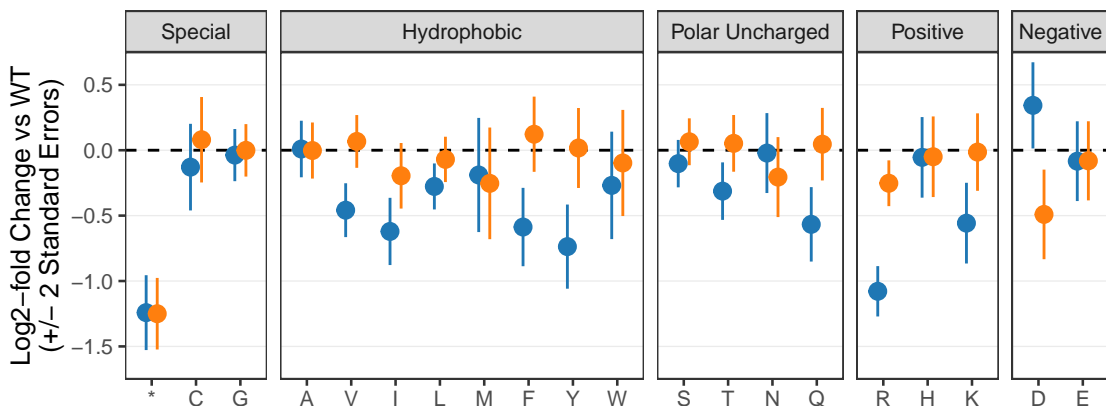 Special Hydrophobic Polar Uncharged Positive Negative
Log2−fold Change vs WT
(+/− 2 Standard Errors)
0.5
0.0
−0.5
−1.0
−1.5
* C G A V I L M F Y W S T N Q R H K D E